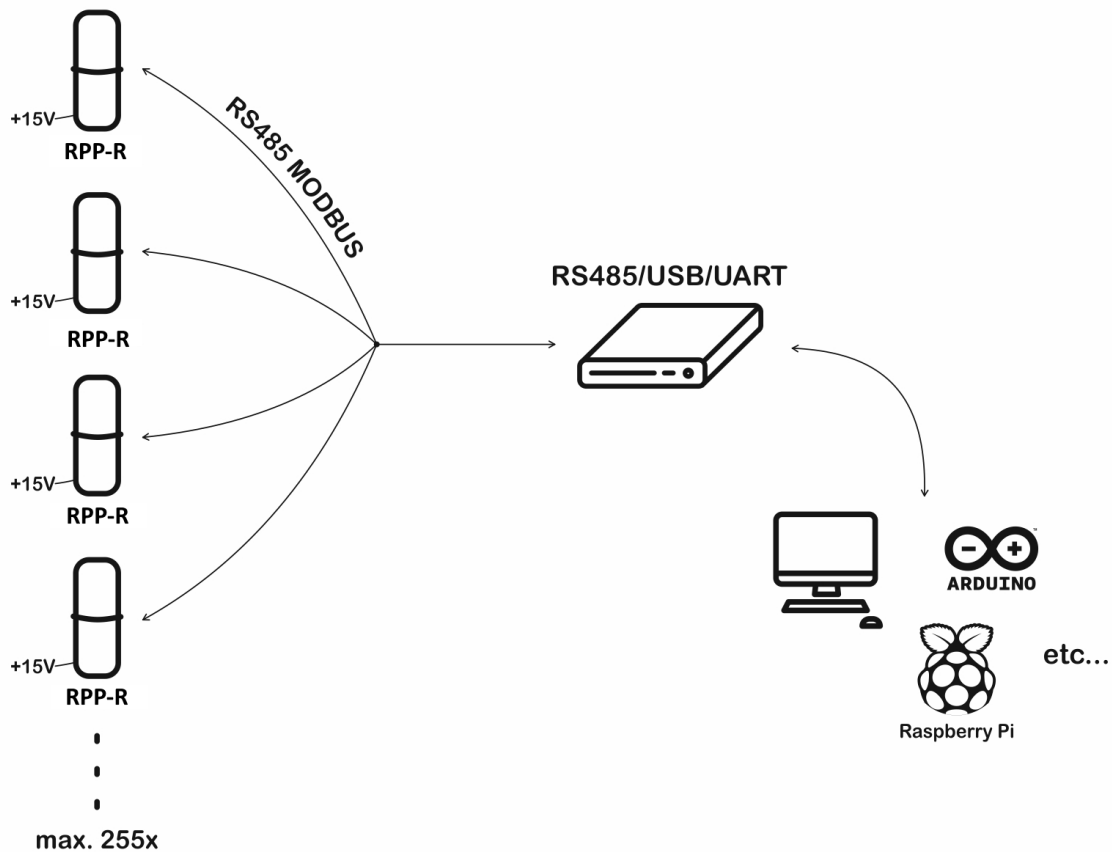 +15V
RPP-R
RS485 MODBUS
+15V
RPP-R
RS485/USB/UART
+15V
RPP-R
+15V
RPP-R
max. 255x
ARDUINO
™
etc...
Raspberry Pi